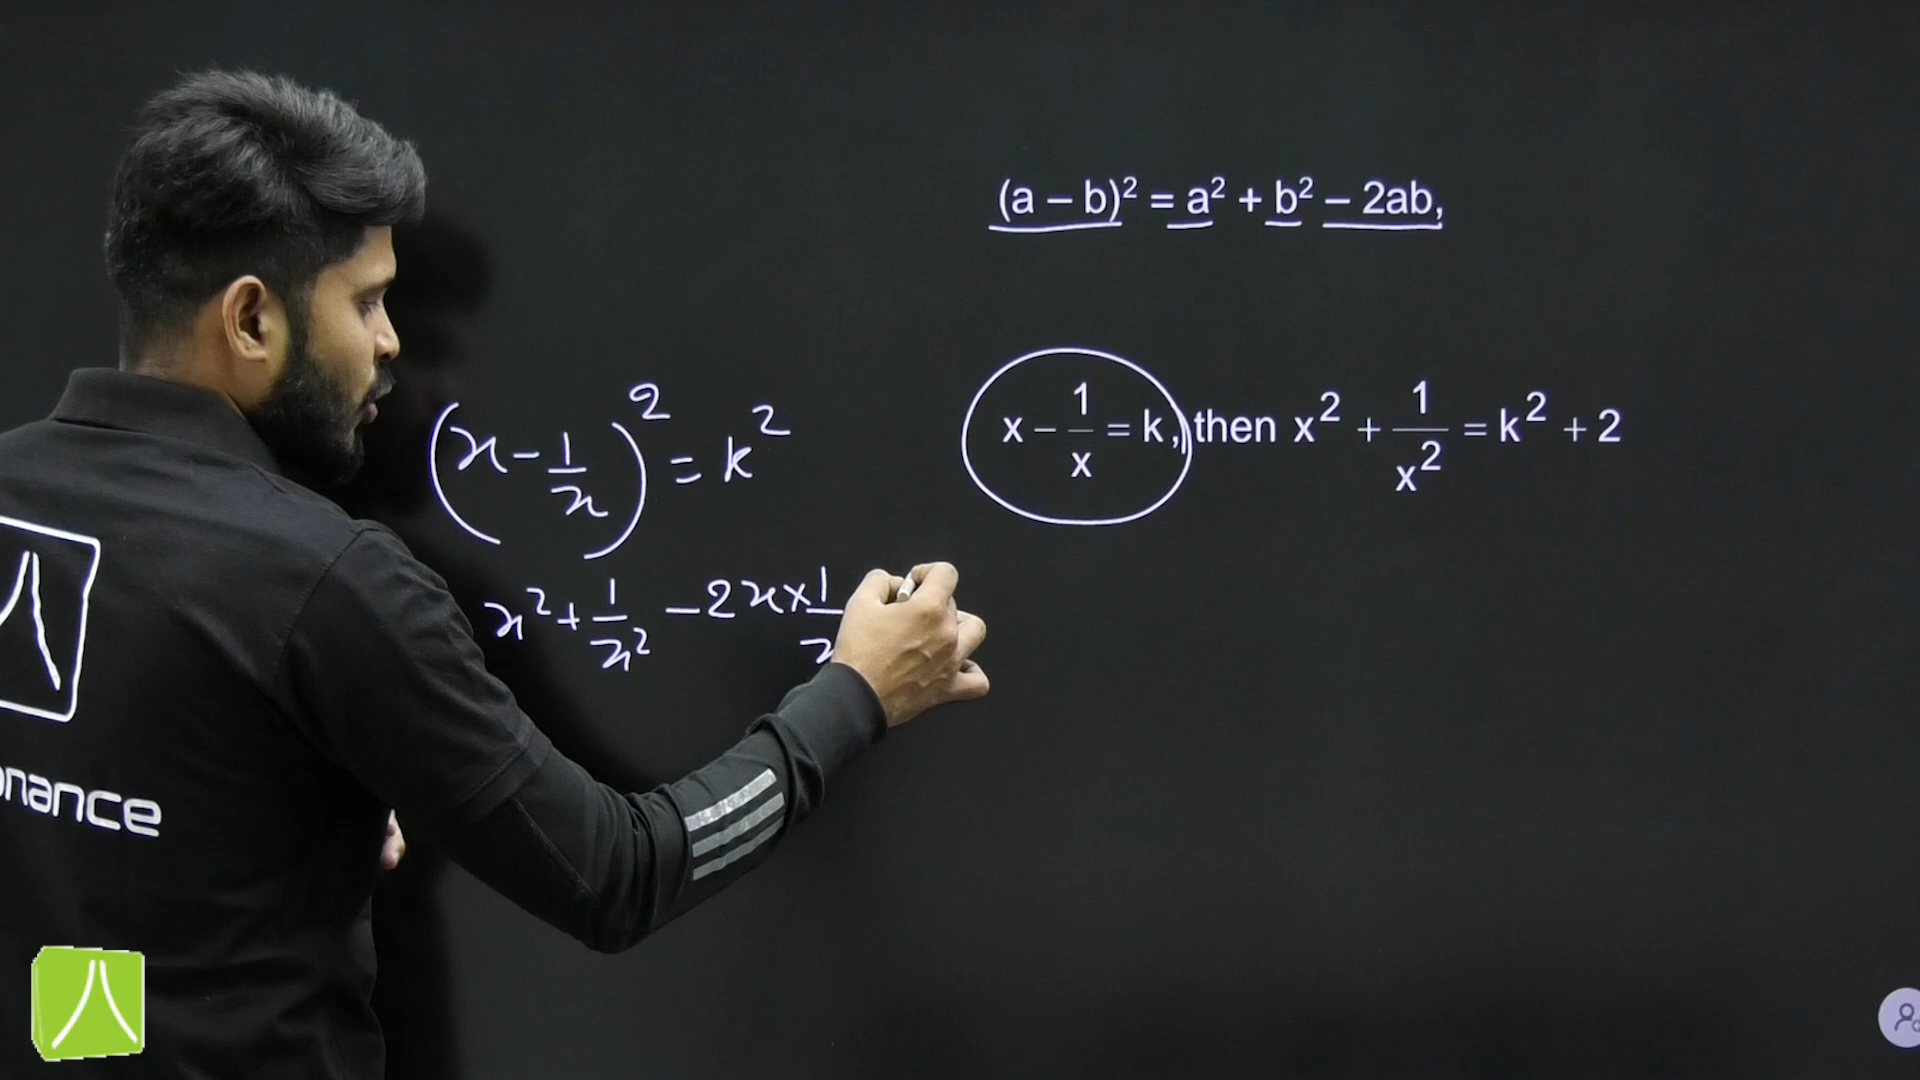 (a – b)² = a² + b² – 2ab,
x – 1/x = k, then x² + 1/x² = k² + 2
(x – 1/x)² = k²
x² + 1/x² – 2x × 1/x
onance